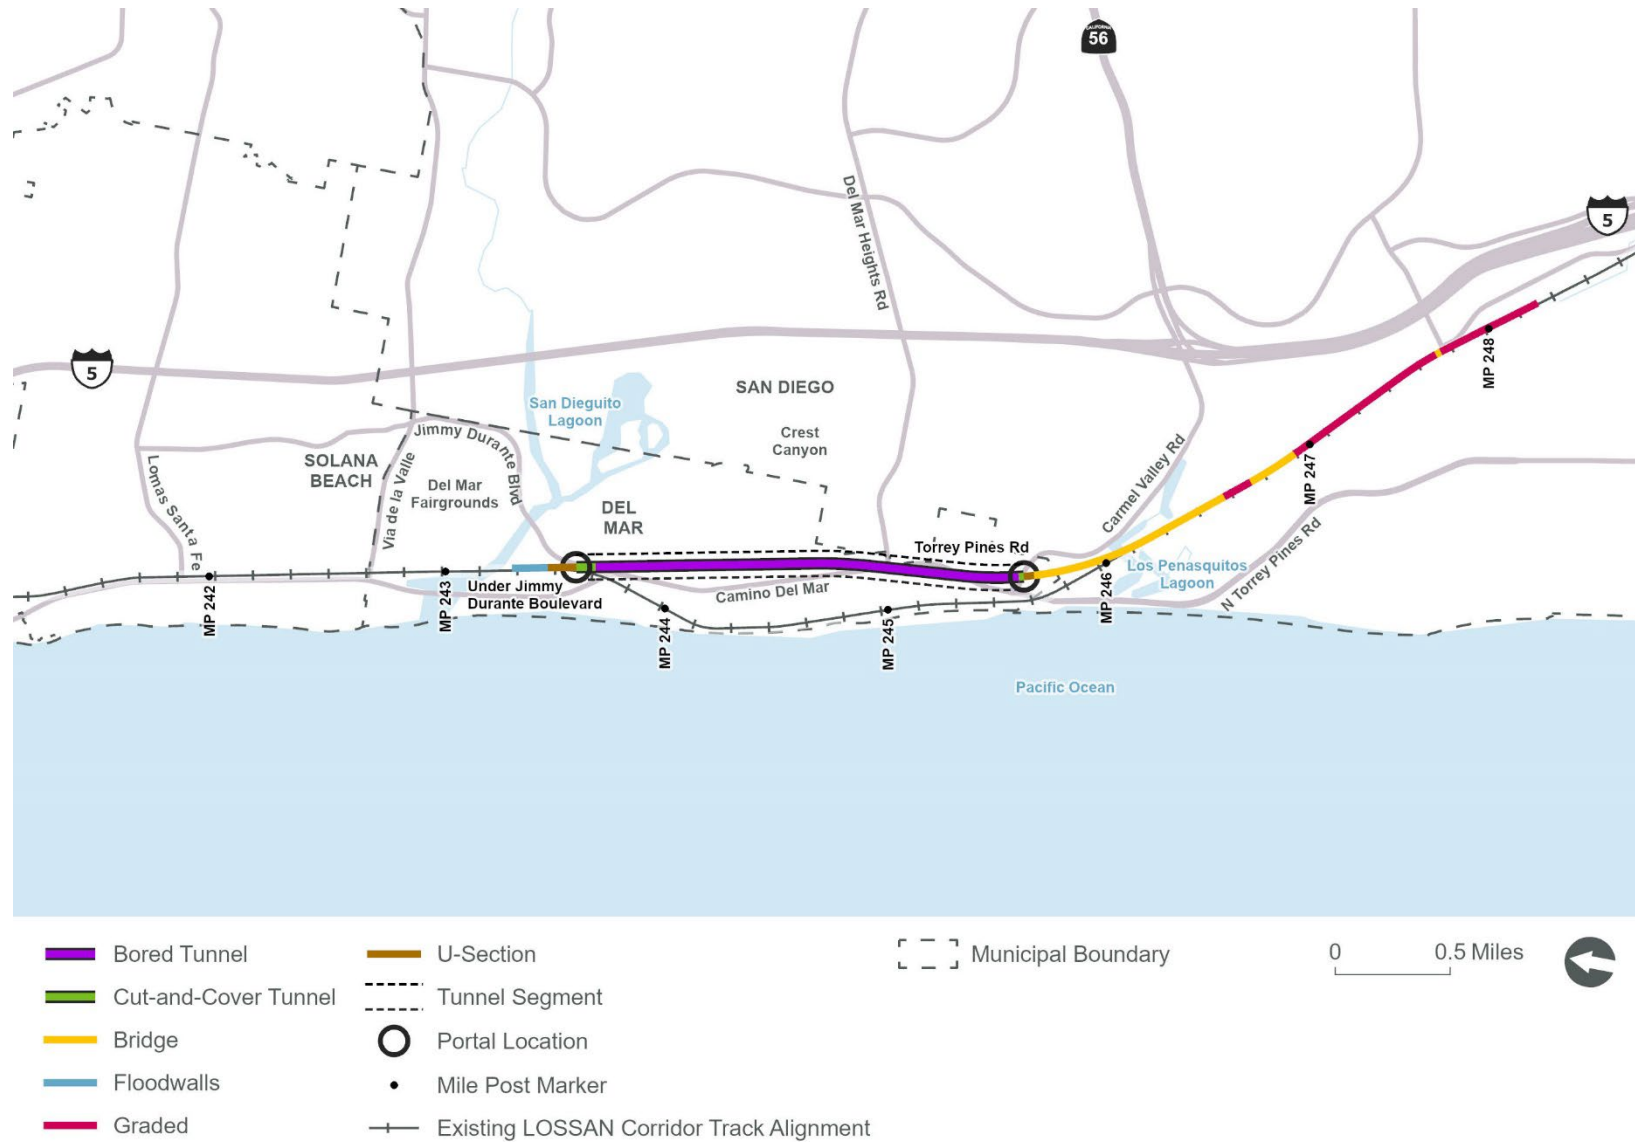 CALIFORNIA
56
5
Del Mar Heights Rd
5
MP 248
San Dieguito
Lagoon
SAN DIEGO
Crest
Canyon
Jimmy Durante Blvd
SOLANA
BEACH
Del Mar
Fairgrounds
Lomas Santa Fe
Via de la Valle
DEL
MAR
Carmel Valley Rd
MP 247
Torrey Pines Rd
N Torrey Pines Rd
Los Penasquitos
Lagoon
Under Jimmy
Durante Boulevard
Camino Del Mar
MP 242
MP 243
MP 244
MP 245
MP 246
Pacific Ocean
Bored Tunnel
Cut-and-Cover Tunnel
Bridge
Floodwalls
Graded
U-Section
Tunnel Segment
Portal Location
Mile Post Marker
Existing LOSSAN Corridor Track Alignment
Municipal Boundary
0 0.5 Miles